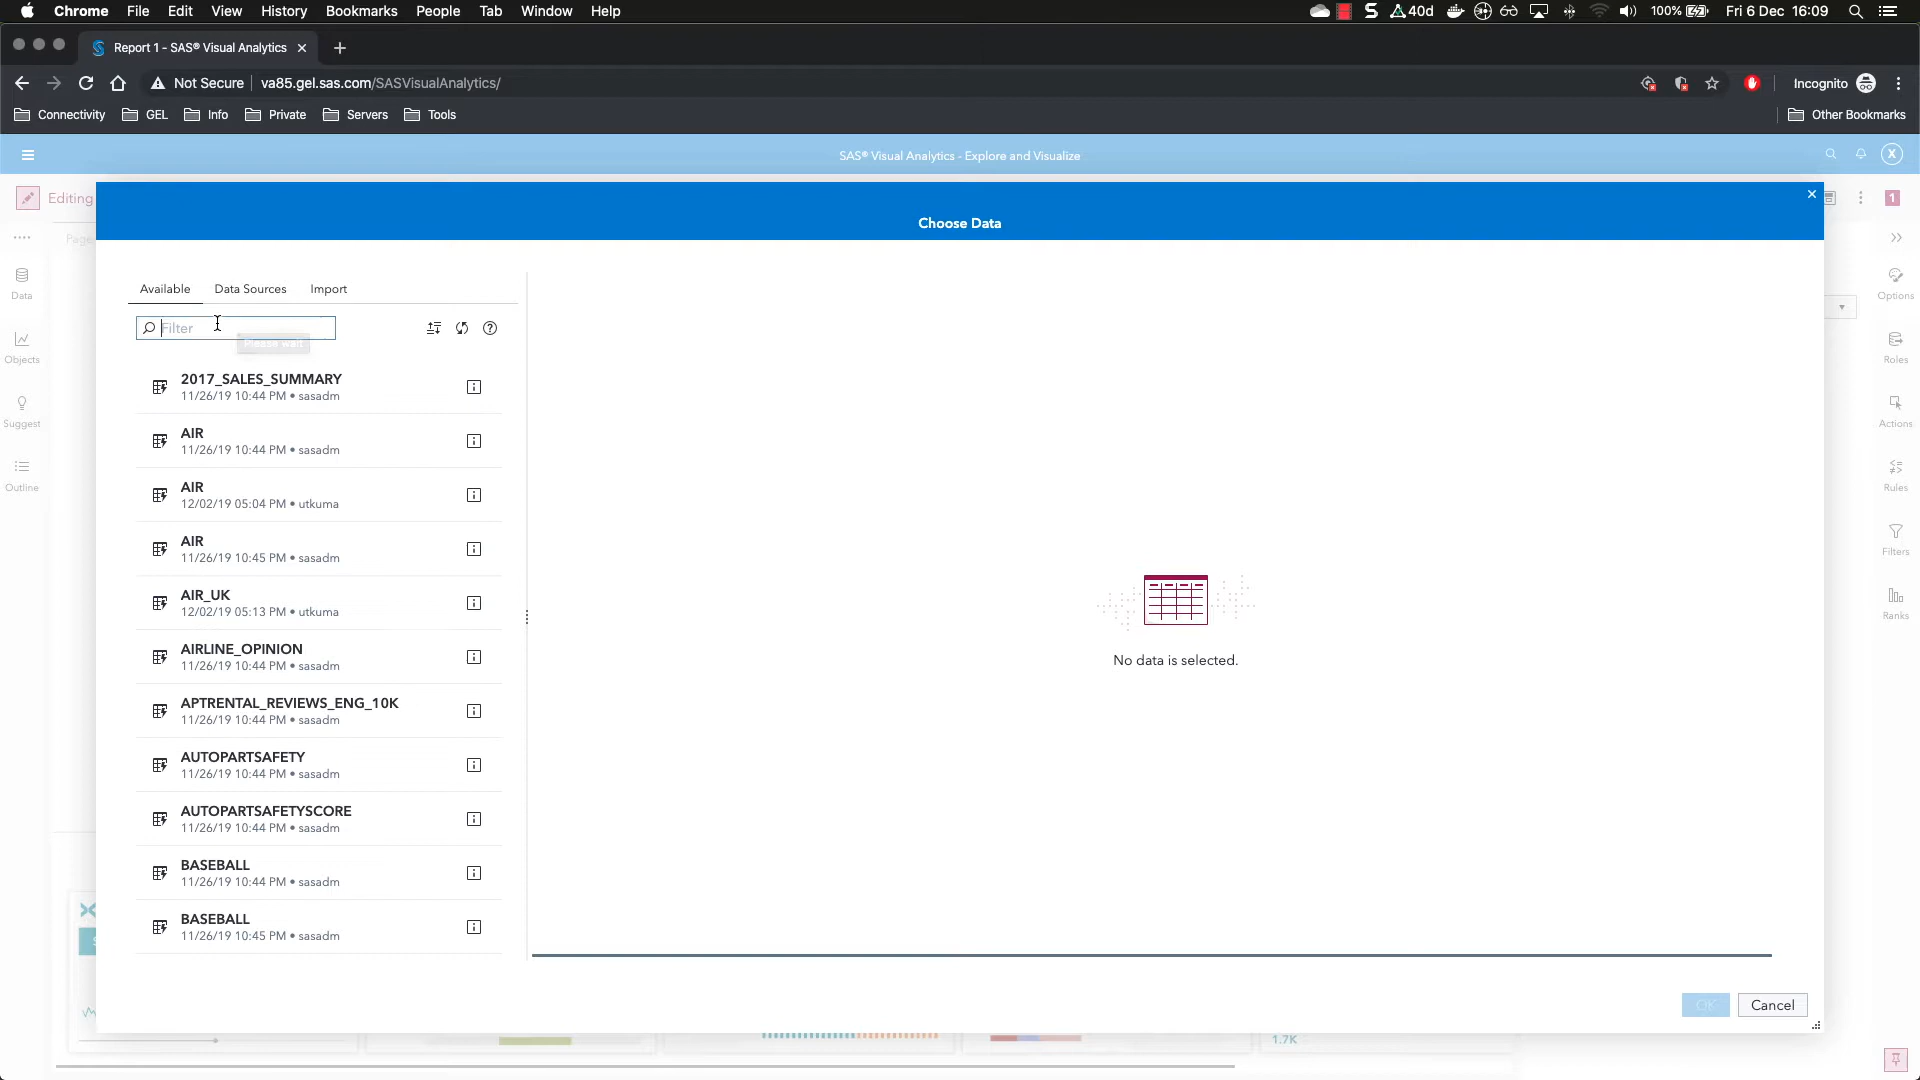 Chrome File Edit View History Bookmarks People Tab Window Help
40d 100% Fri 6 Dec 16:09
Report 1 - SAS® Visual Analytics
Not Secure va85.gel.sas.com/SASVisualAnalytics/
Incognito
Connectivity GEL Info Private Servers Tools Other Bookmarks
SAS® Visual Analytics - Explore and Visualize
X
Editing
1
Choose Data
Page
Data
Objects
Suggest
Outline
Available Data Sources Import
Filter
Please wait
2017_SALES_SUMMARY
11/26/19 10:44 PM • sasadm
AIR
11/26/19 10:44 PM • sasadm
AIR
12/02/19 05:04 PM • utkuma
AIR
11/26/19 10:45 PM • sasadm
AIR_UK
12/02/19 05:13 PM • utkuma
AIRLINE_OPINION
11/26/19 10:44 PM • sasadm
APTRENTAL_REVIEWS_ENG_10K
11/26/19 10:44 PM • sasadm
AUTOPARTSAFETY
11/26/19 10:44 PM • sasadm
AUTOPARTSAFETYSCORE
11/26/19 10:44 PM • sasadm
BASEBALL
11/26/19 10:44 PM • sasadm
BASEBALL
11/26/19 10:45 PM • sasadm
No data is selected.
Options
Roles
Actions
Rules
Filters
Ranks
OK Cancel
1.7K